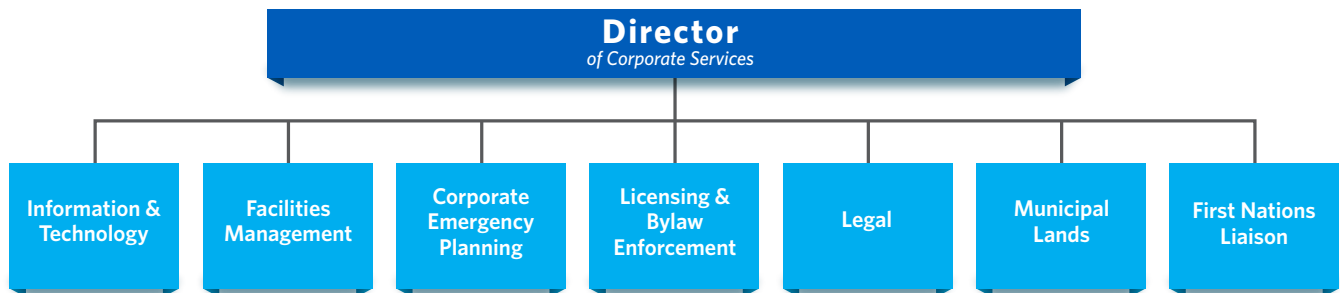 Director
of Corporate Services
Information &
Technology
Facilities
Management
Corporate
Emergency
Planning
Licensing &
Bylaw
Enforcement
Legal
Municipal
Lands
First Nations
Liaison